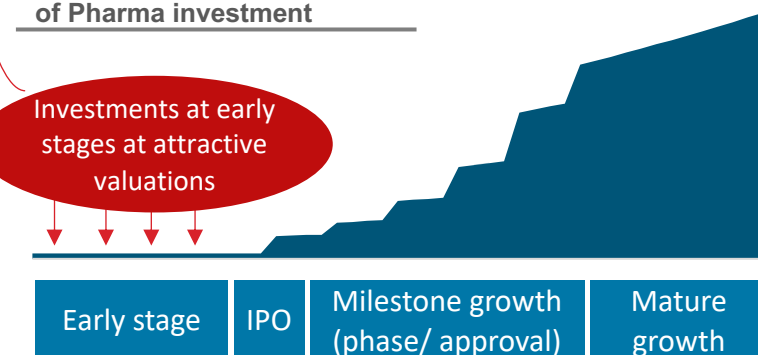 of Pharma investment
Investments at early
stages at attractive
valuations
Early stage
IPO
Milestone growth
(phase/ approval)
Mature
growth